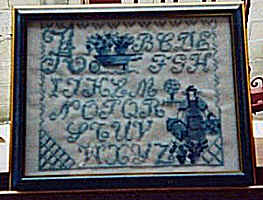 A BCDE
FGH
IJKLM
NOPQR
STUV
WXYZ